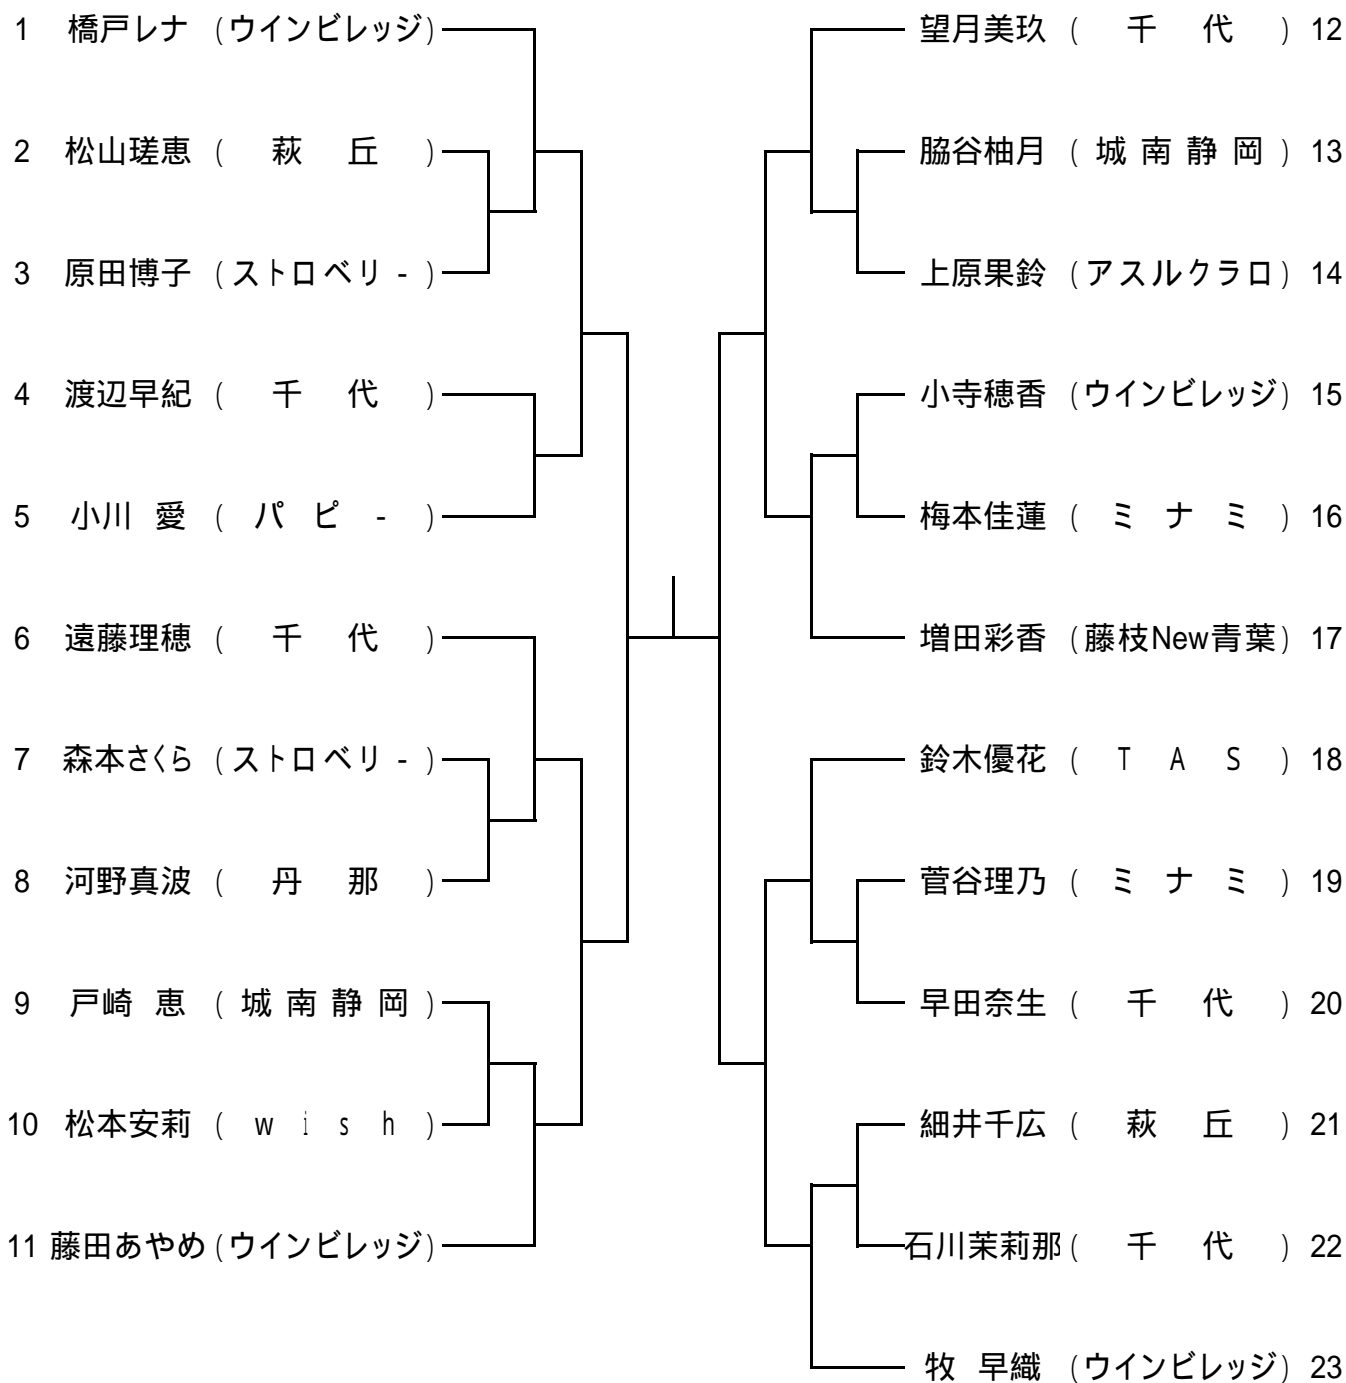 1 橋戸レナ (ウインビレッジ)
2 松山瑳恵 ( 萩 丘 )
3 原田博子 (ストロベリ-)
4 渡辺早紀 ( 千 代 )
5 小川 愛 ( パ ピ - )
6 遠藤理穂 ( 千 代 )
7 森本さくら (ストロベリ-)
8 河野真波 ( 丹 那 )
9 戸崎 恵 ( 城 南 静 岡 )
10 松本安莉 ( w i s h )
11 藤田あやめ (ウインビレッジ)
望月美玖 ( 千 代 ) 12
脇谷柚月 ( 城 南 静 岡 ) 13
上原果鈴 (アスルクラロ) 14
小寺穂香 (ウインビレッジ) 15
梅本佳蓮 ( ミ ナ ミ ) 16
増田彩香 (藤枝New青葉) 17
鈴木優花 ( T A S ) 18
菅谷理乃 ( ミ ナ ミ ) 19
早田奈生 ( 千 代 ) 20
細井千広 ( 萩 丘 ) 21
石川茉莉那 ( 千 代 ) 22
牧 早織 (ウインビレッジ) 23